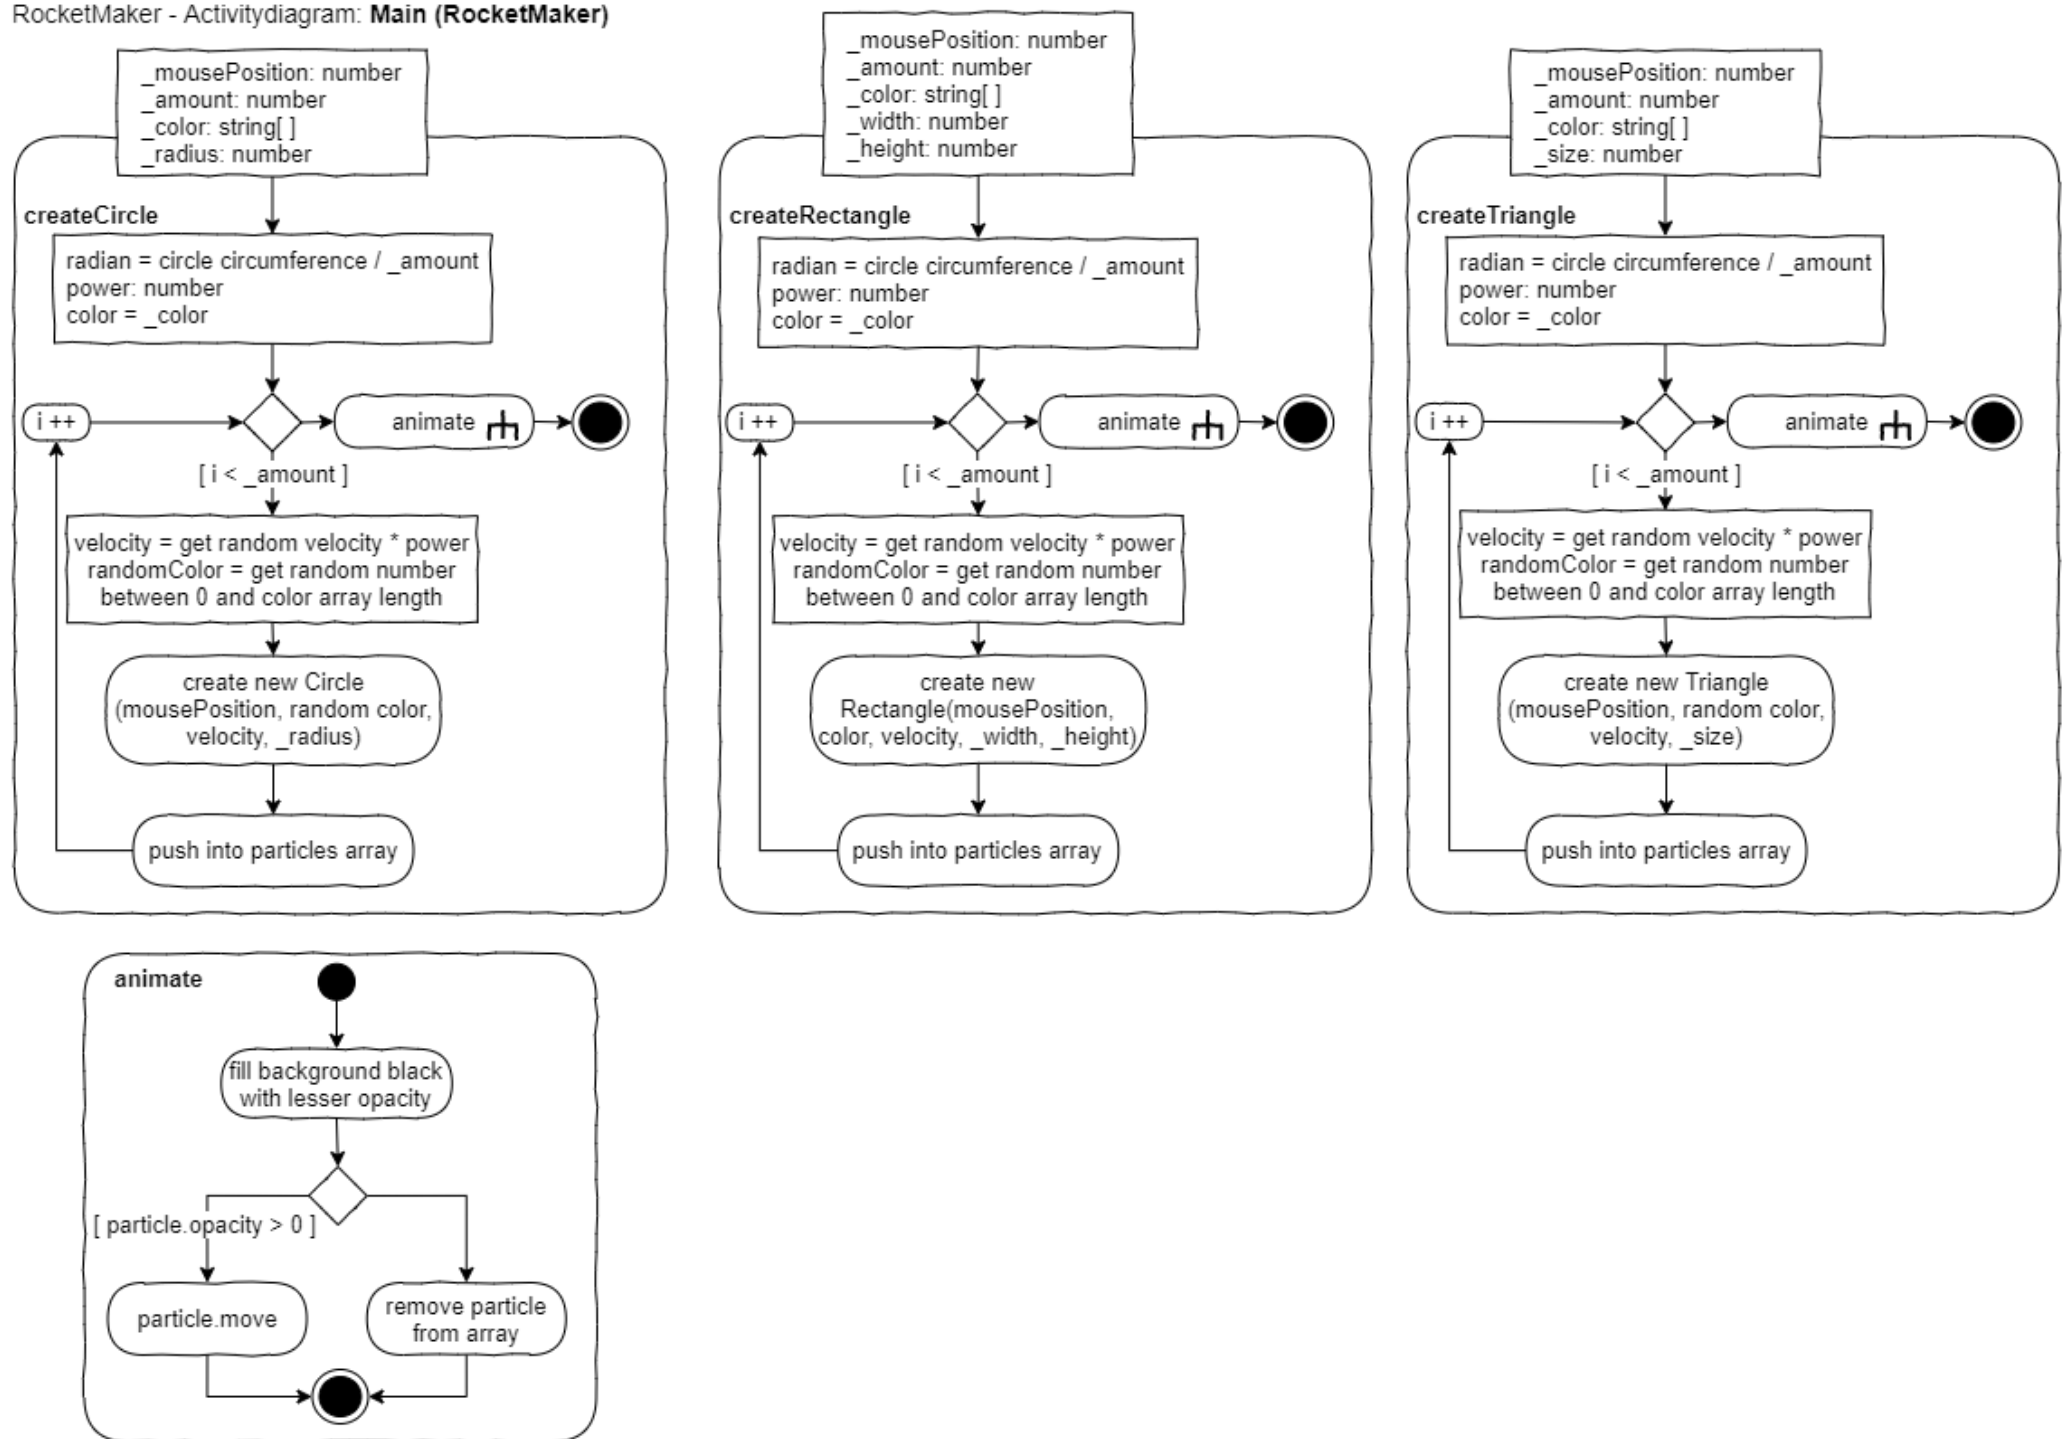 RocketMaker - Activitydiagram: Main (RocketMaker)
_mousePosition: number
_amount: number
_color: string[ ]
_radius: number
createCircle
radian = circle circumference / _amount
power: number
color = _color
i ++
animate
[ i < _amount ]
velocity = get random velocity * power
randomColor = get random number
between 0 and color array length
create new Circle
(mousePosition, random color,
velocity, _radius)
push into particles array
_mousePosition: number
_amount: number
_color: string[ ]
_width: number
_height: number
createRectangle
radian = circle circumference / _amount
power: number
color = _color
i ++
animate
[ i < _amount ]
velocity = get random velocity * power
randomColor = get random number
between 0 and color array length
create new
Rectangle(mousePosition,
color, velocity, _width, _height)
push into particles array
_mousePosition: number
_amount: number
_color: string[ ]
_size: number
createTriangle
radian = circle circumference / _amount
power: number
color = _color
i ++
animate
[ i < _amount ]
velocity = get random velocity * power
randomColor = get random number
between 0 and color array length
create new Triangle
(mousePosition, random color,
velocity, _size)
push into particles array
animate
fill background black
with lesser opacity
[ particle.opacity > 0 ]
particle.move
remove particle
from array